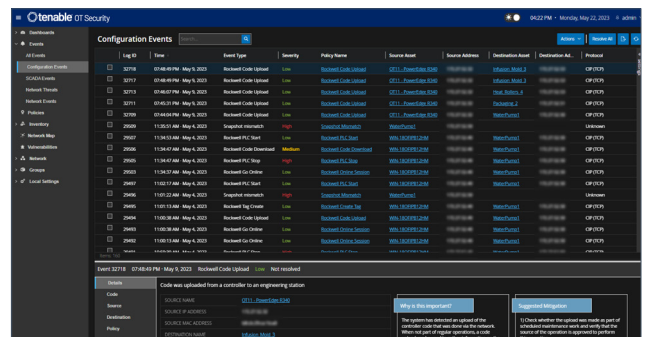 tenable OT Security
04:22 PM · Monday, May 22, 2023 admin
Dashboards
Events
All Events
Configuration Events
SCADA Events
Network Threats
Network Events
Policies
Inventory
Network Map
Vulnerabilities
Network
Groups
Local Settings
Configuration Events Search... Actions Resolve All
Log ID Time Event Type Severity Policy Name Source Asset Source Address Destination Asset Destination Ad... Protocol
32718 07:48:49 PM · May 9, 2023 Rockwell Code Upload Low Rockwell Code Upload OT11 - PowerEdge R340 Infusion_Mold_3 CIP (TCP)
32717 07:48:09 PM · May 9, 2023 Rockwell Code Upload Low Rockwell Code Upload OT11 - PowerEdge R340 Infusion_Mold_4 CIP (TCP)
32713 07:46:07 PM · May 9, 2023 Rockwell Code Upload Low Rockwell Code Upload OT11 - PowerEdge R340 CIP (TCP)
32711 07:45:31 PM · May 9, 2023 Rockwell Code Upload Low Rockwell Code Upload OT11 - PowerEdge R340 Packaging_2 CIP (TCP)
32709 07:44:04 PM · May 9, 2023 Rockwell Code Upload Low Rockwell Code Upload OT11 - PowerEdge R340 WaterPump1 CIP (TCP)
29509 11:35:51 AM · May 4, 2023 Snapshot mismatch High Snapshot Mismatch WaterPump1 Unknown
29507 11:34:53 AM · May 4, 2023 Rockwell PLC Start Low Rockwell PLC Start WaterPump1 CIP (TCP)
29506 11:34:47 AM · May 4, 2023 Rockwell Code Download Medium Rockwell Code Download WaterPump1 CIP (TCP)
29505 11:34:47 AM · May 4, 2023 Rockwell PLC Stop High Rockwell PLC Stop WaterPump1 CIP (TCP)
29503 11:34:37 AM · May 4, 2023 Rockwell Go Online Low Rockwell Online Session WaterPump1 CIP (TCP)
29497 11:02:17 AM · May 4, 2023 Rockwell PLC Start Low Rockwell PLC Start WaterPump1 CIP (TCP)
29496 11:01:22 AM · May 4, 2023 Snapshot mismatch High Snapshot Mismatch WaterPump1 Unknown
29495 11:01:13 AM · May 4, 2023 Rockwell Tag Create Low Rockwell Create Tag WaterPump1 CIP (TCP)
29494 11:00:38 AM · May 4, 2023 Rockwell Code Upload Low Rockwell Code Upload WaterPump1 CIP (TCP)
29493 11:00:38 AM · May 4, 2023 Rockwell Go Online Low Rockwell Online Session WaterPump1 CIP (TCP)
29492 11:00:13 AM · May 4, 2023 Rockwell Go Online Low Rockwell Online Session WaterPump1 CIP (TCP)
Event 32718 07:48:49 PM · May 9, 2023 Rockwell Code Upload Low Not resolved
Details
Code
Source
Destination
Policy
Code was uploaded from a controller to an engineering station
SOURCE NAME OT11 - PowerEdge R340
SOURCE IP ADDRESS
SOURCE MAC ADDRESS
DESTINATION NAME Infusion_Mold_3
Why is this important?
The system has detected an upload of the
controller code that was done via the network.
When not part of regular operations, a code
Suggested Mitigation
1) Check whether the upload was made as part of
scheduled maintenance work and verify that the
source of the operation is approved to perform